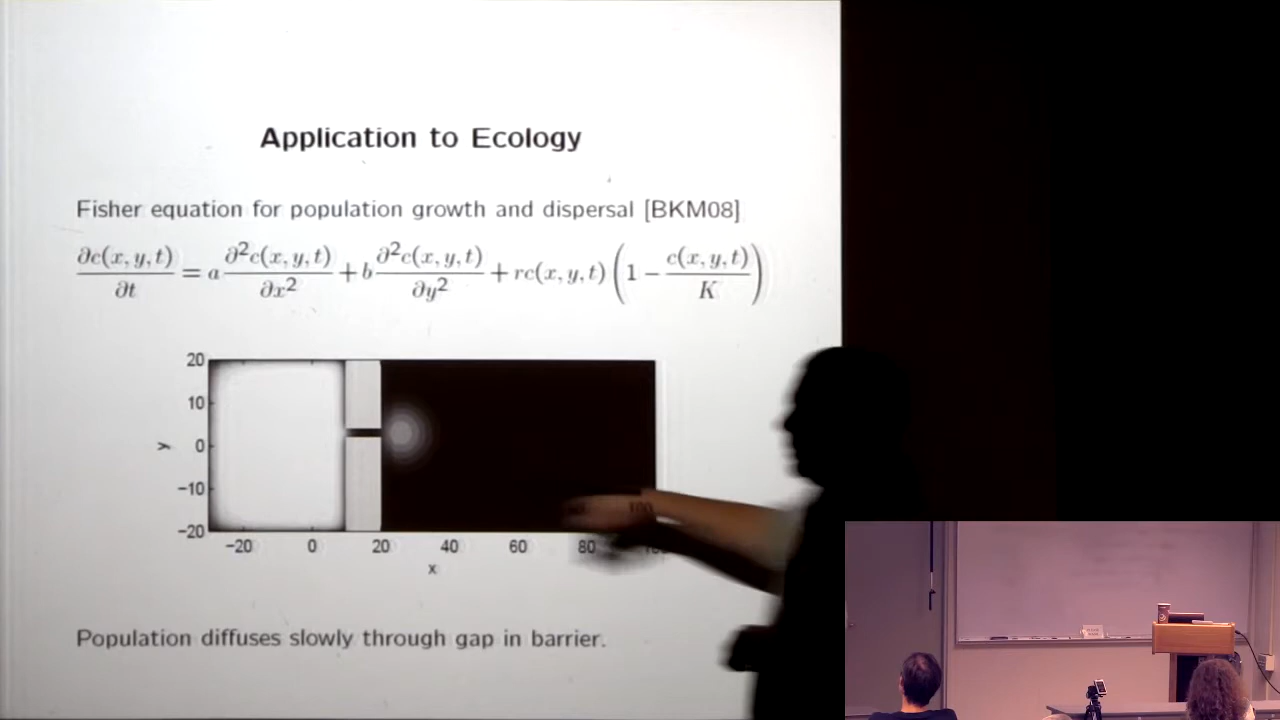 Application to Ecology
Fisher equation for population growth and dispersal [BKM08]
∂c(x, y, t)/∂t = a ∂²c(x, y, t)/∂x² + b ∂²c(x, y, t)/∂y² + rc(x, y, t) (1 − c(x, y, t)/K)
20
10
0
−10
−20
y
−20 0 20 40 60 80 100
x
Population diffuses slowly through gap in barrier.